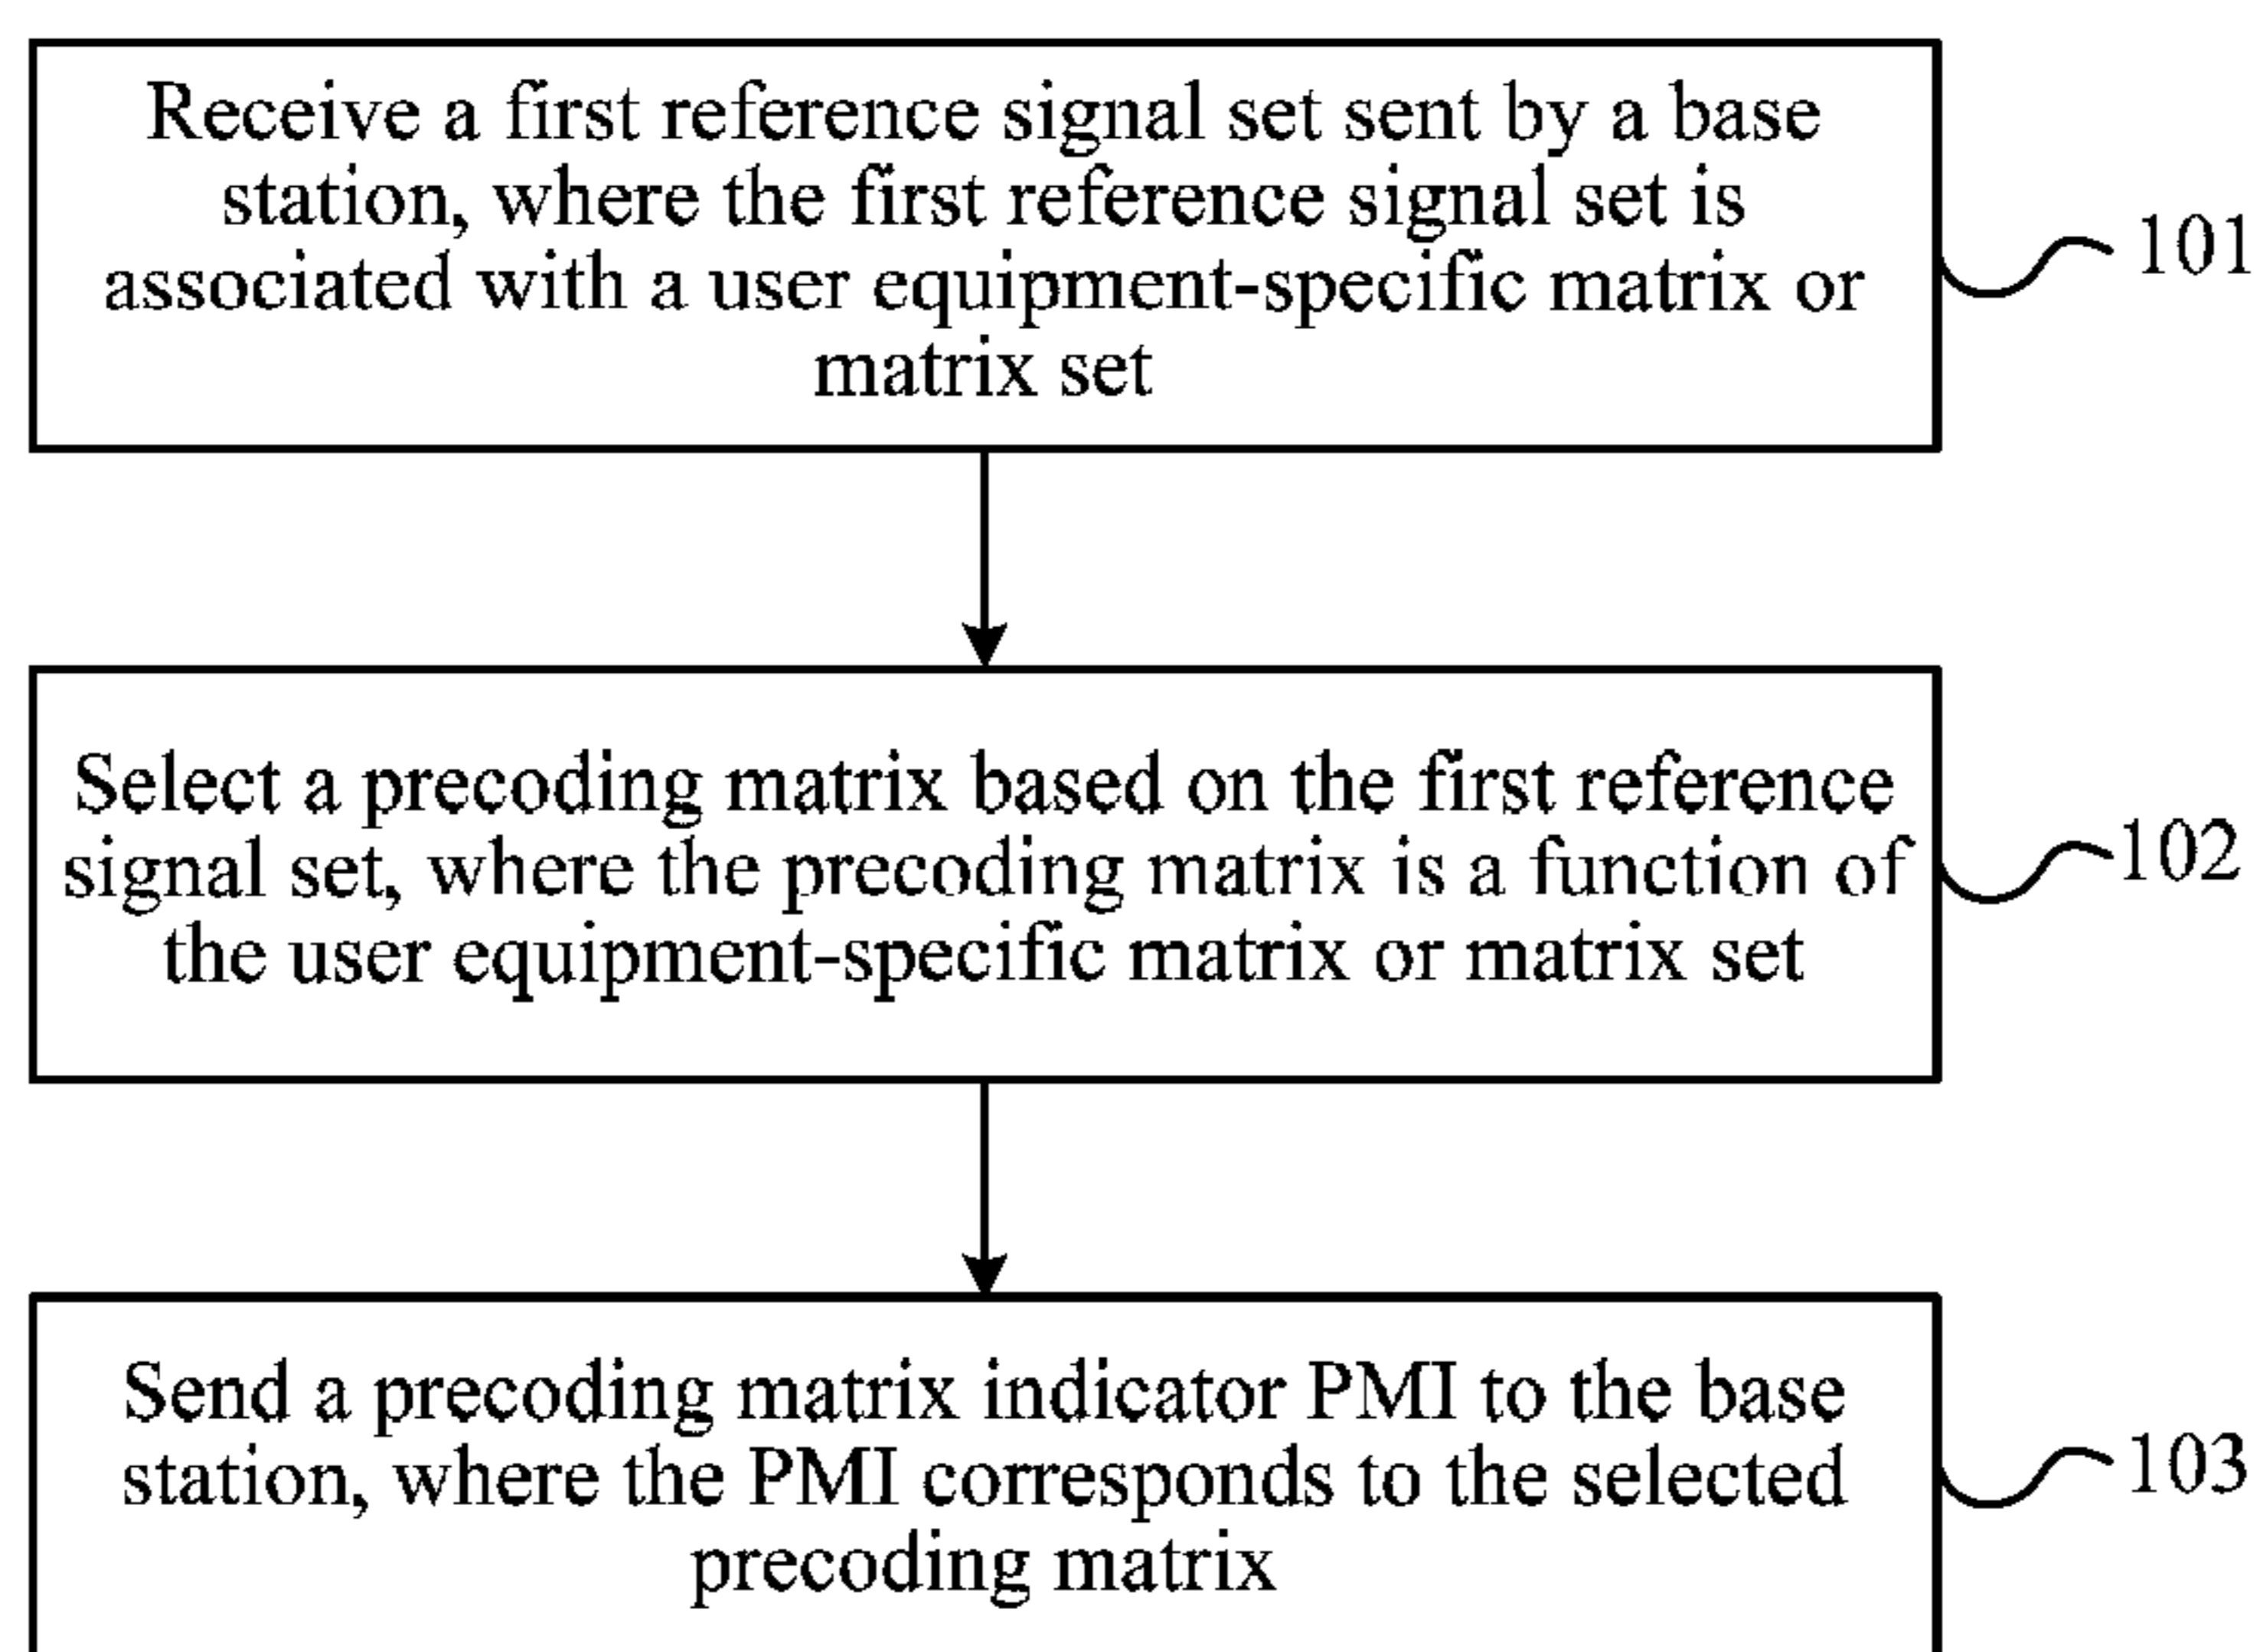 Receive a first reference signal set sent by a base
station, where the first reference signal set is
associated with a user equipment-specific matrix or
matrix set
101
Select a precoding matrix based on the first reference
signal set, where the precoding matrix is a function of
the user equipment-specific matrix or matrix set
102
Send a precoding matrix indicator PMI to the base
station, where the PMI corresponds to the selected
precoding matrix
103